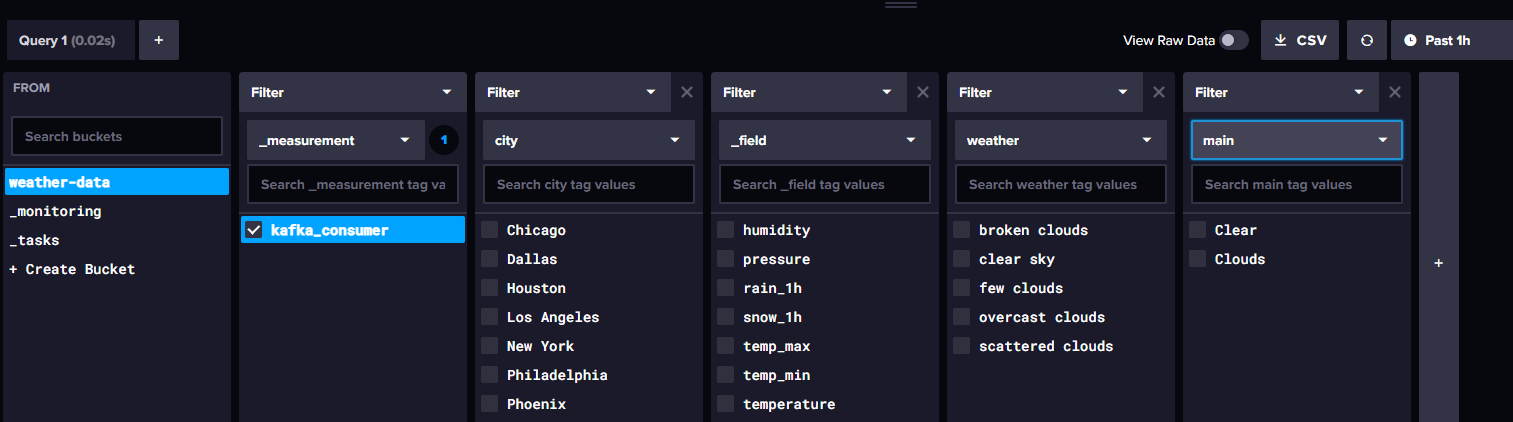 Query 1 (0.02s)
+
View Raw Data
CSV
Past 1h
FROM
Search buckets
weather-data
_monitoring
_tasks
+ Create Bucket
Filter
_measurement
1
Search _measurement tag va
kafka_consumer
Filter
city
Search city tag values
Chicago
Dallas
Houston
Los Angeles
New York
Philadelphia
Phoenix
Filter
_field
Search _field tag values
humidity
pressure
rain_1h
snow_1h
temp_max
temp_min
temperature
Filter
weather
Search weather tag values
broken clouds
clear sky
few clouds
overcast clouds
scattered clouds
Filter
main
Search main tag values
Clear
Clouds
+